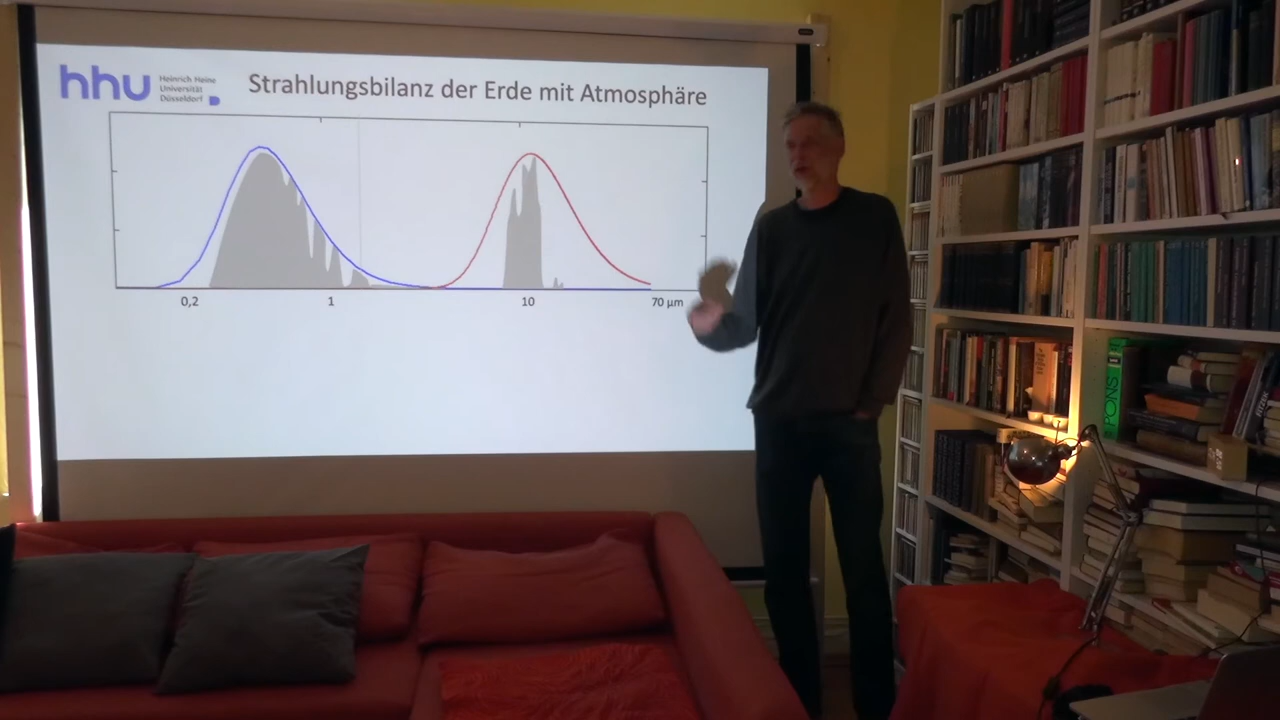 hhu
Heinrich Heine
Universität
Düsseldorf
Strahlungsbilanz der Erde mit Atmosphäre
0,2 1 10 70 µm
PONS